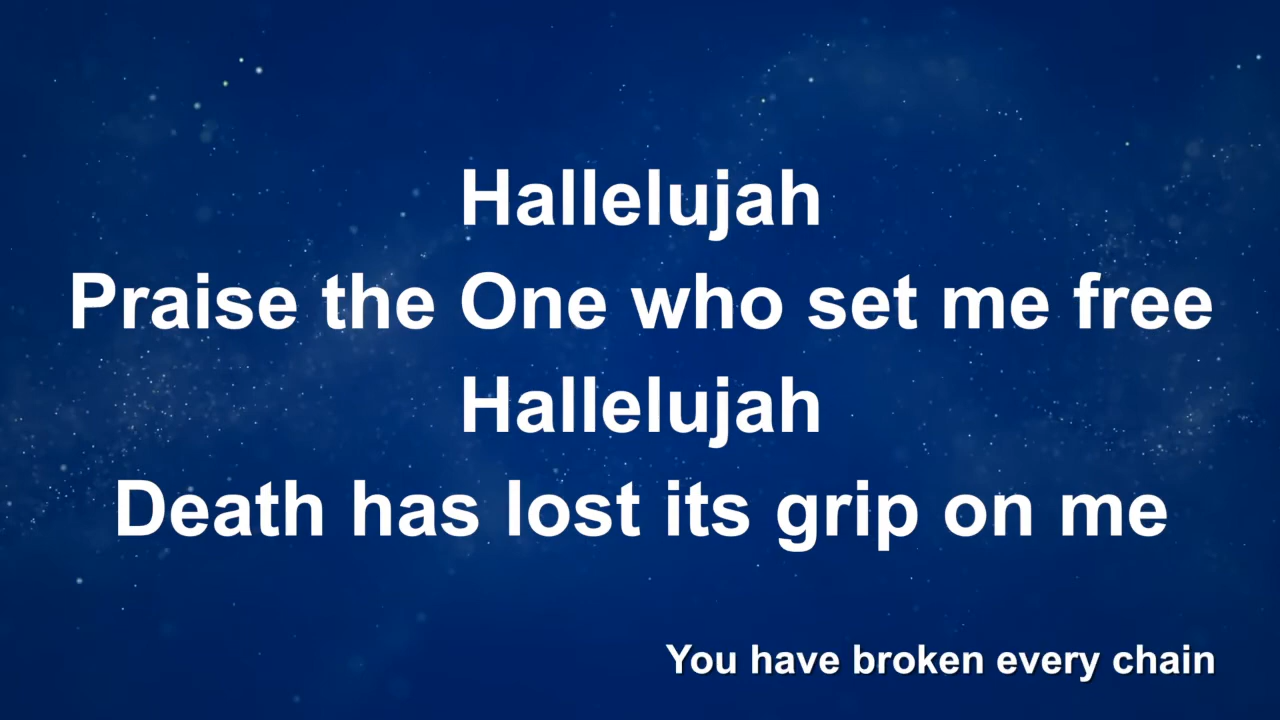 Hallelujah
Praise the One who set me free
Hallelujah
Death has lost its grip on me
You have broken every chain